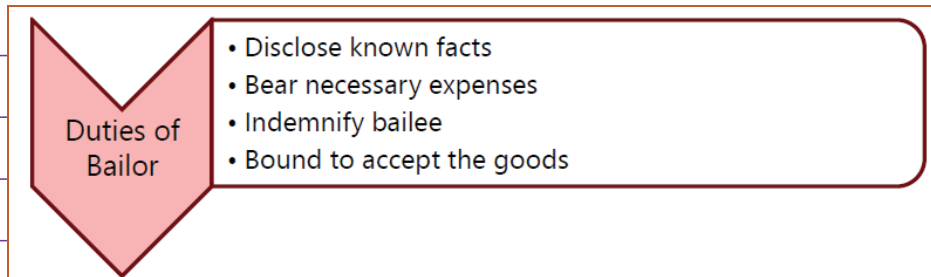 Duties of
Bailor
• Disclose known facts
• Bear necessary expenses
• Indemnify bailee
• Bound to accept the goods